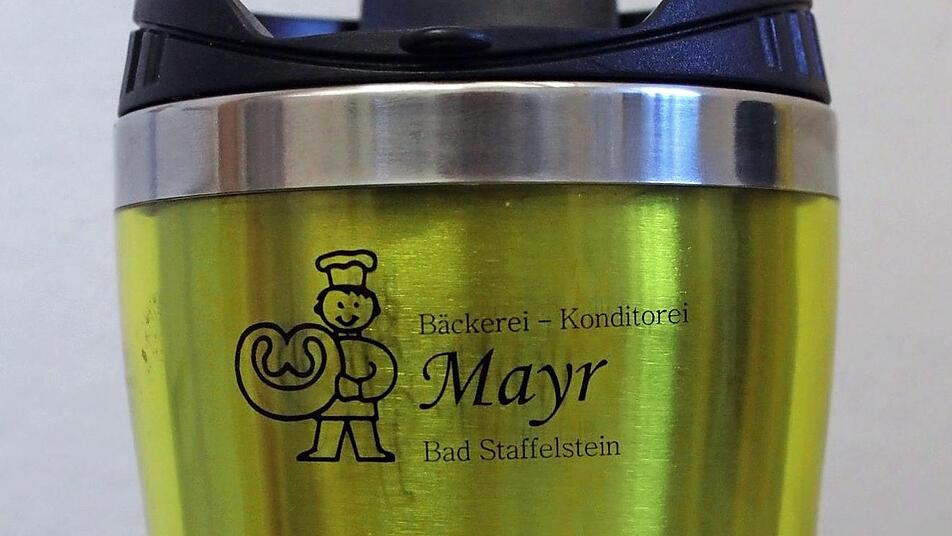 Bäckerei – Konditorei
Mayr
Bad Staffelstein